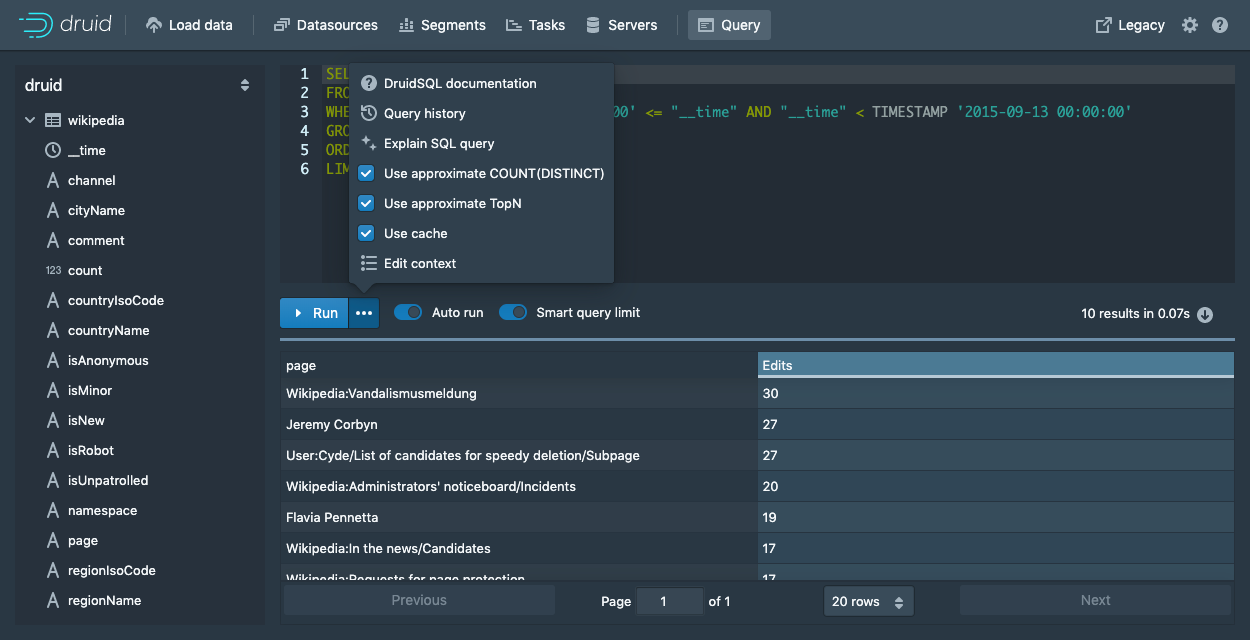 druid
Load data
Datasources
Segments
Tasks
Servers
Query
Legacy
druid
wikipedia
__time
channel
cityName
comment
123 count
countryIsoCode
countryName
isAnonymous
isMinor
isNew
isRobot
isUnpatrolled
namespace
page
regionIsoCode
regionName
1 SEL
2 FRO
3 WHE 00' <= "__time" AND "__time" < TIMESTAMP '2015-09-13 00:00:00'
4 GRO
5 ORD
6 LIM
DruidSQL documentation
Query history
Explain SQL query
Use approximate COUNT(DISTINCT)
Use approximate TopN
Use cache
Edit context
Run
Auto run
Smart query limit
10 results in 0.07s
page Edits
Wikipedia:Vandalismusmeldung 30
Jeremy Corbyn 27
User:Cyde/List of candidates for speedy deletion/Subpage 27
Wikipedia:Administrators' noticeboard/Incidents 20
Flavia Pennetta 19
Wikipedia:In the news/Candidates 17
Wikipedia:Requests for page protection 17
Previous
Page 1 of 1
20 rows
Next